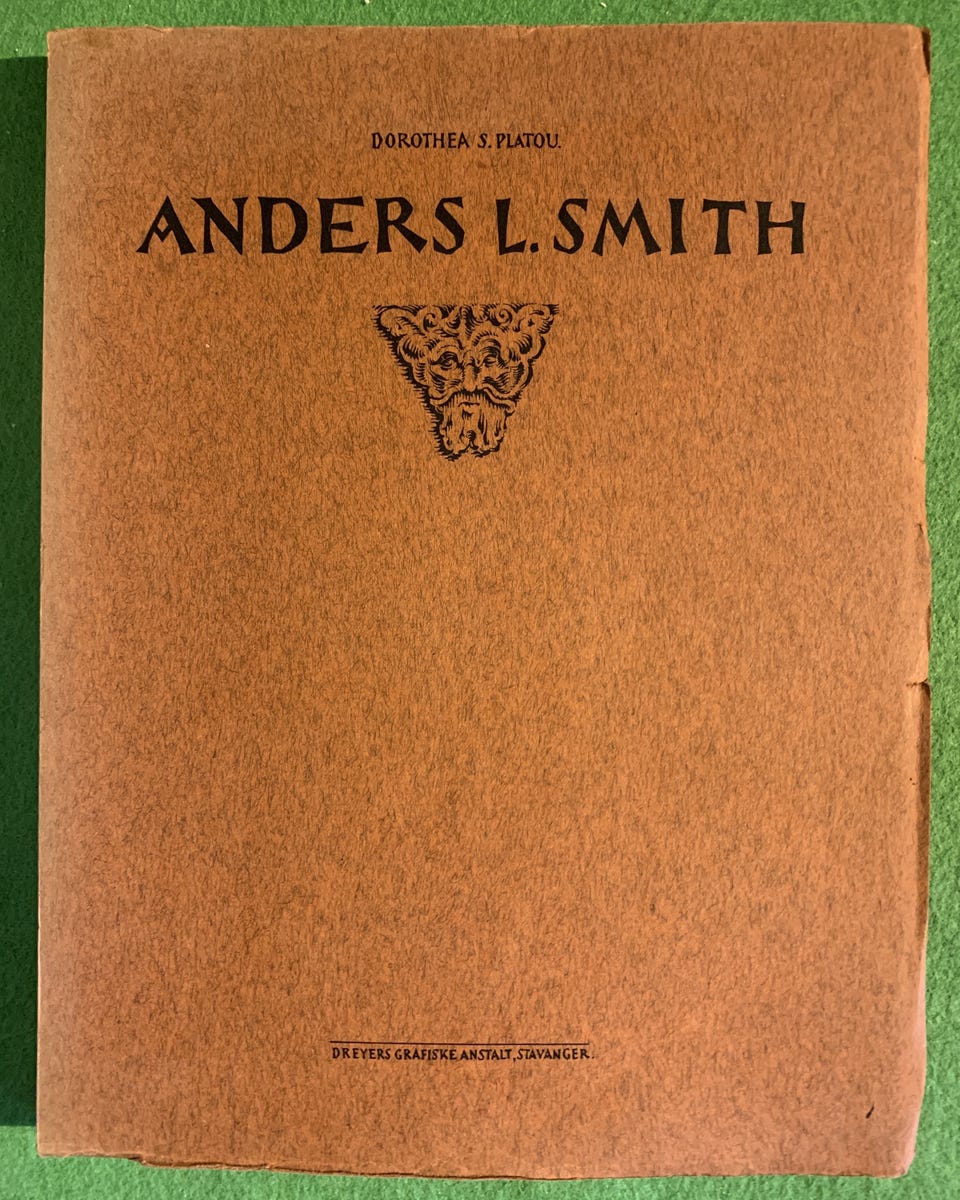 DOROTHEA S. PLATOU.
ANDERS L. SMITH
DREYERS GRAFISKE ANSTALT, STAVANGER.